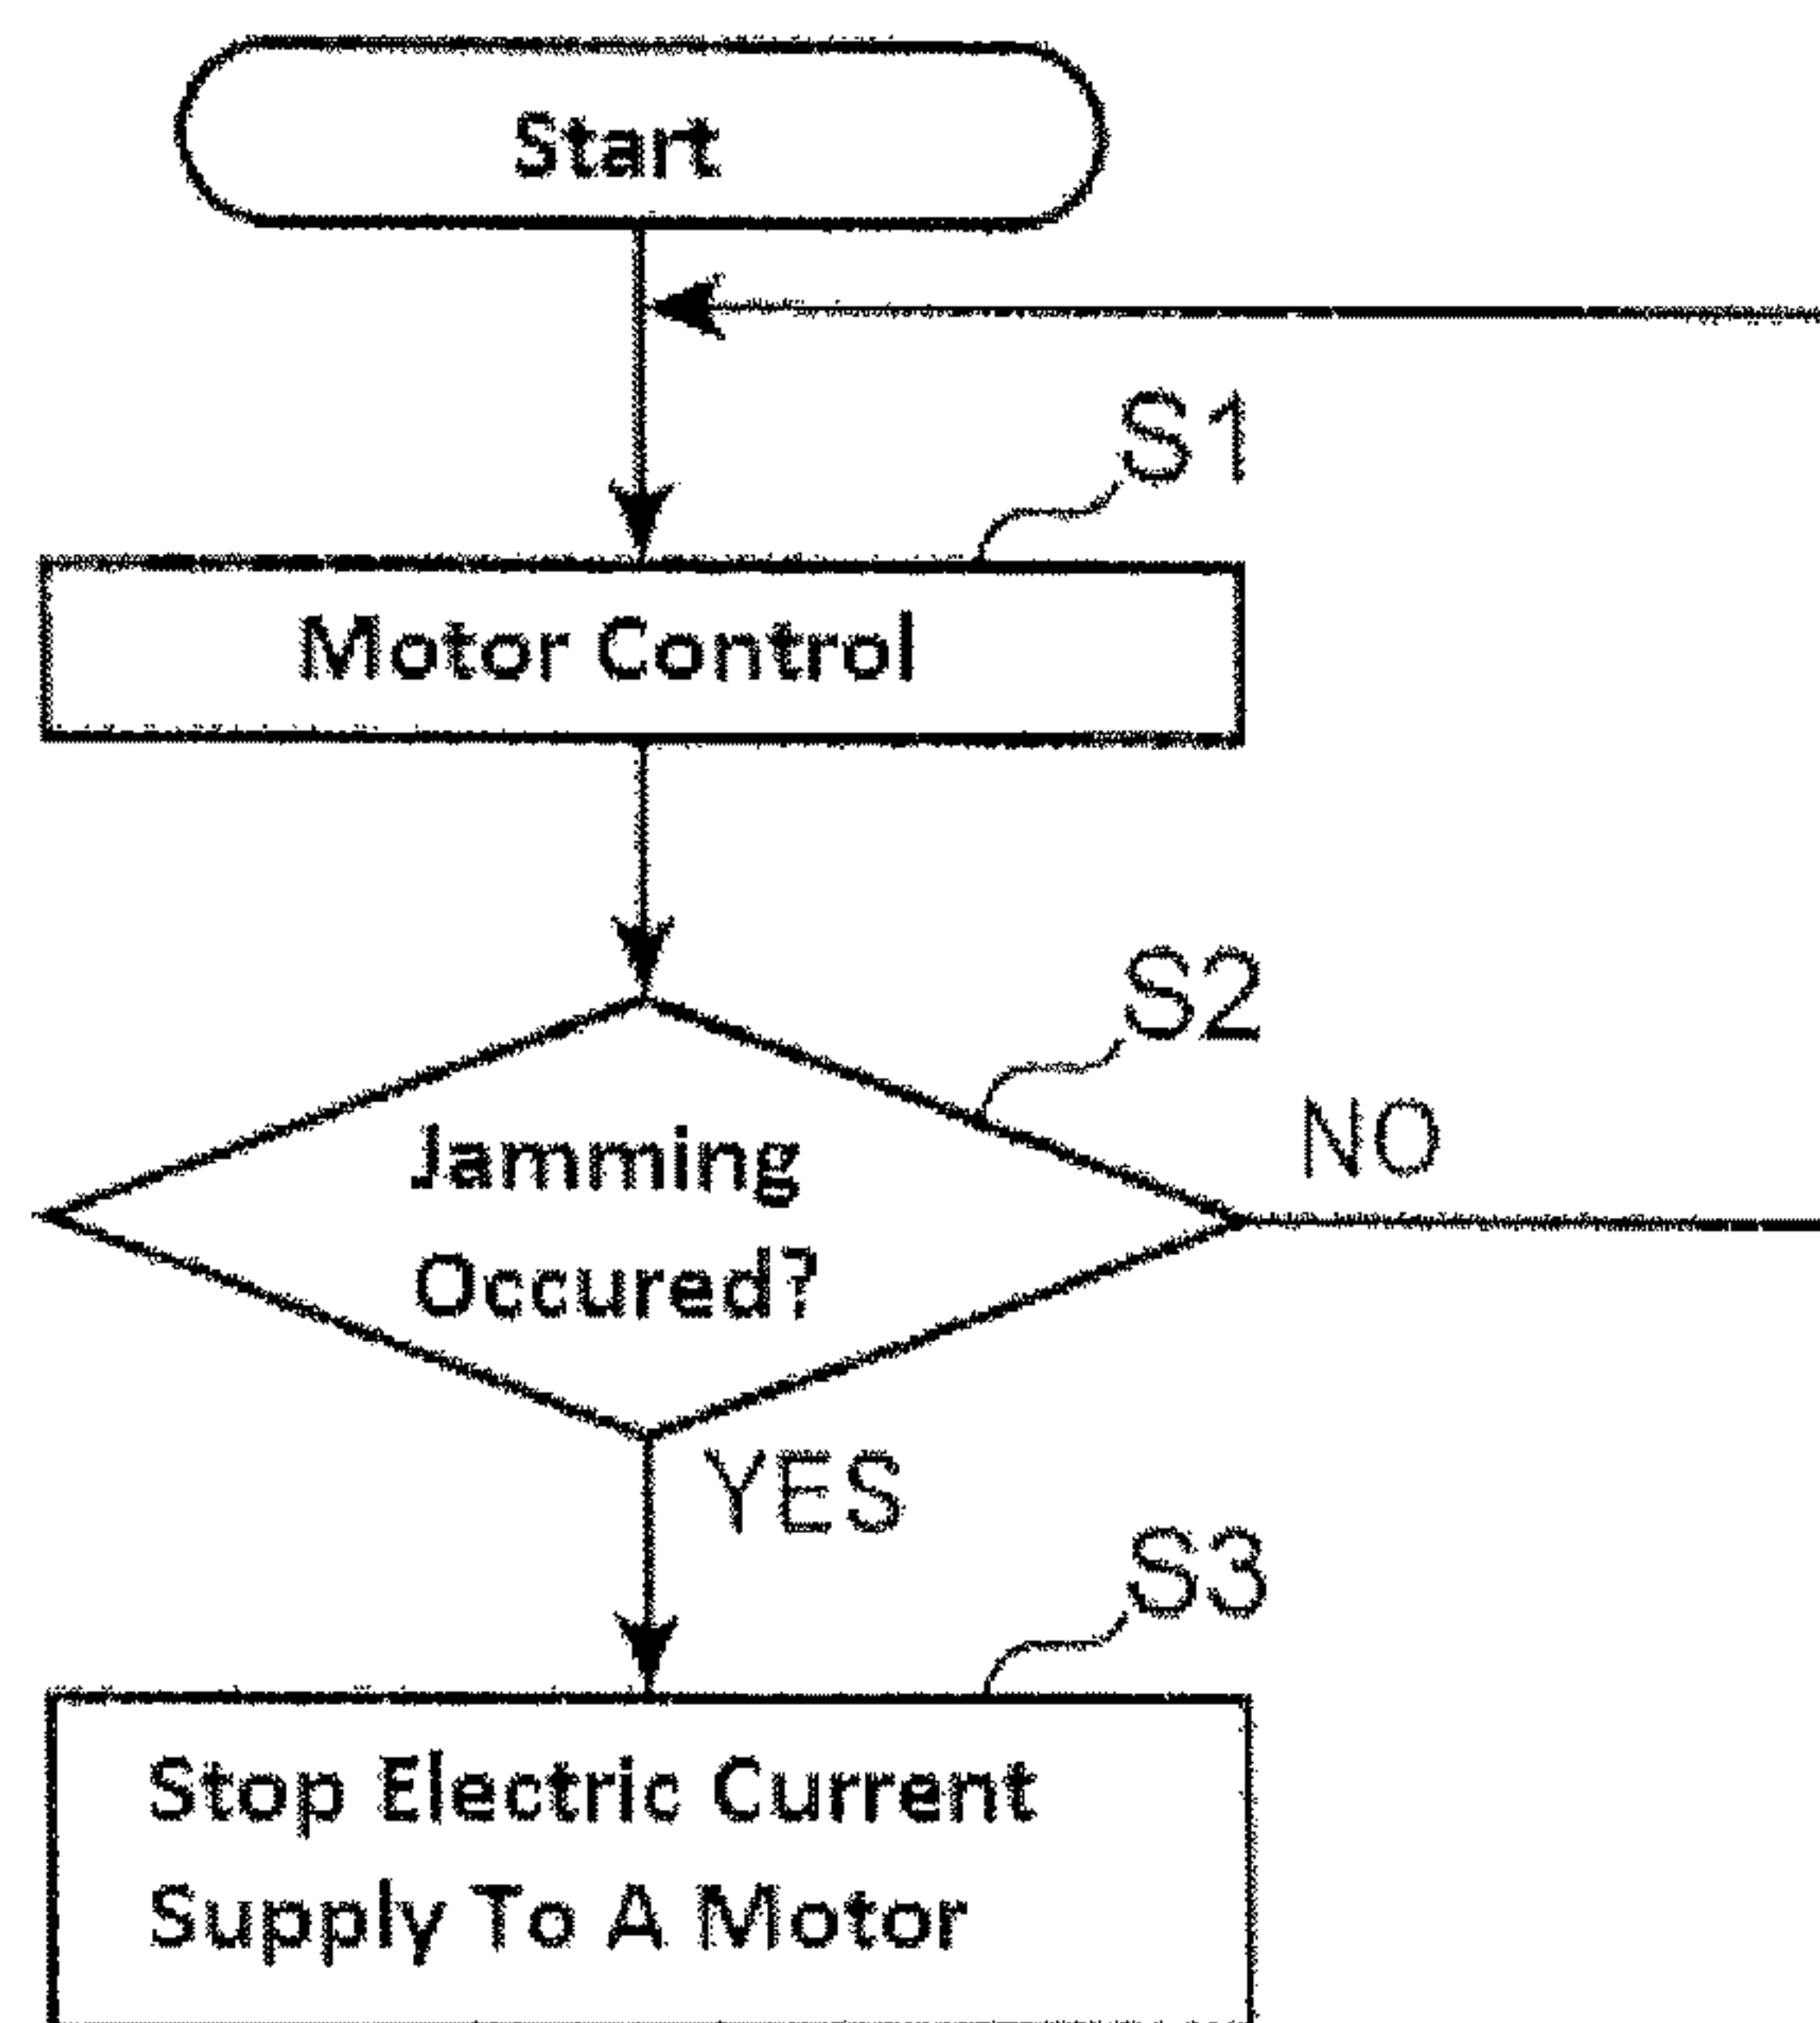 Start
S1
Motor Control
S2
NO
Jamming
Occured?
YES
S3
Stop Electric Current
Supply To A Motor